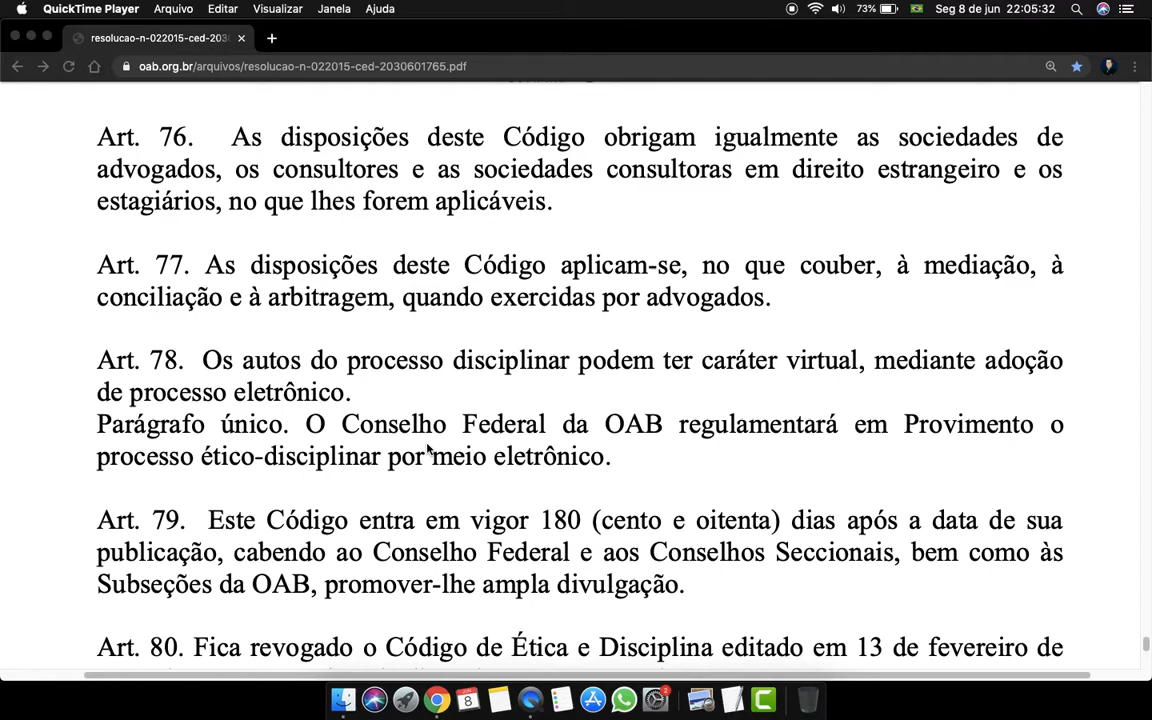 QuickTime Player Arquivo Editar Visualizar Janela Ajuda 73% Seg 8 de jun 22:05:32
resolucao-n-022015-ced-203
oab.org.br/arquivos/resolucao-n-022015-ced-2030601765.pdf
Art. 76. As disposições deste Código obrigam igualmente as sociedades de
advogados, os consultores e as sociedades consultoras em direito estrangeiro e os
estagiários, no que lhes forem aplicáveis.
Art. 77. As disposições deste Código aplicam-se, no que couber, à mediação, à
conciliação e à arbitragem, quando exercidas por advogados.
Art. 78. Os autos do processo disciplinar podem ter caráter virtual, mediante adoção
de processo eletrônico.
Parágrafo único. O Conselho Federal da OAB regulamentará em Provimento o
processo ético-disciplinar por meio eletrônico.
Art. 79. Este Código entra em vigor 180 (cento e oitenta) dias após a data de sua
publicação, cabendo ao Conselho Federal e aos Conselhos Seccionais, bem como às
Subseções da OAB, promover-lhe ampla divulgação.
Art. 80. Fica revogado o Código de Ética e Disciplina editado em 13 de fevereiro de
8 2